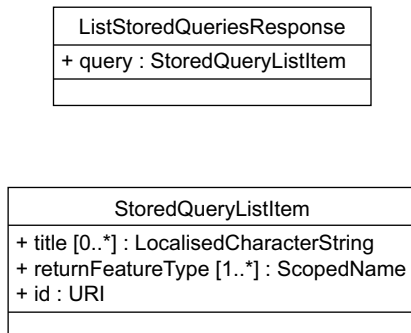 ListStoredQueriesResponse
+ query : StoredQueryListItem
StoredQueryListItem
+ title [0..*] : LocalisedCharacterString
+ returnFeatureType [1..*] : ScopedName
+ id : URI